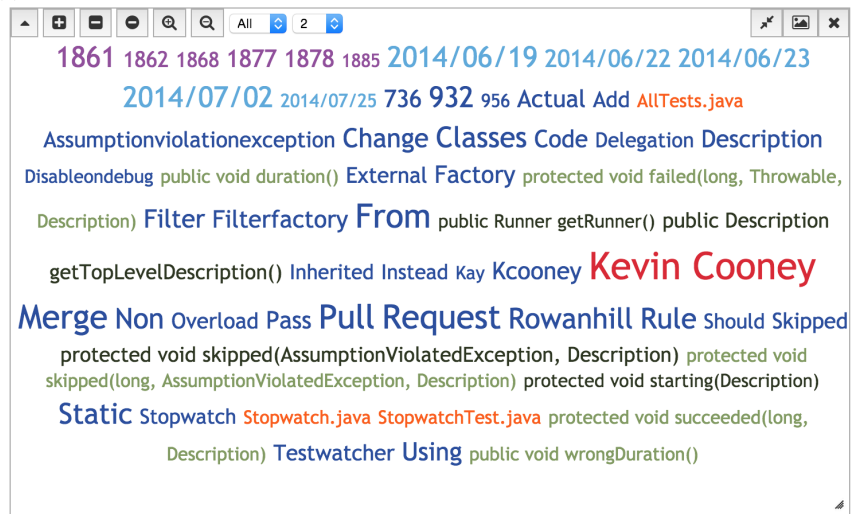 All 2
1861 1862 1868 1877 1878 1885 2014/06/19 2014/06/22 2014/06/23
2014/07/02 2014/07/25 736 932 956 Actual Add AllTests.java
Assumptionviolationexception Change Classes Code Delegation Description
Disableondebug public void duration() External Factory protected void failed(long, Throwable,
Description) Filter Filterfactory From public Runner getRunner() public Description
getTopLevelDescription() Inherited Instead Kay Kcooney Kevin Cooney
Merge Non Overload Pass Pull Request Rowanhill Rule Should Skipped
protected void skipped(AssumptionViolatedException, Description) protected void
skipped(long, AssumptionViolatedException, Description) protected void starting(Description)
Static Stopwatch Stopwatch.java StopwatchTest.java protected void succeeded(long,
Description) Testwatcher Using public void wrongDuration()